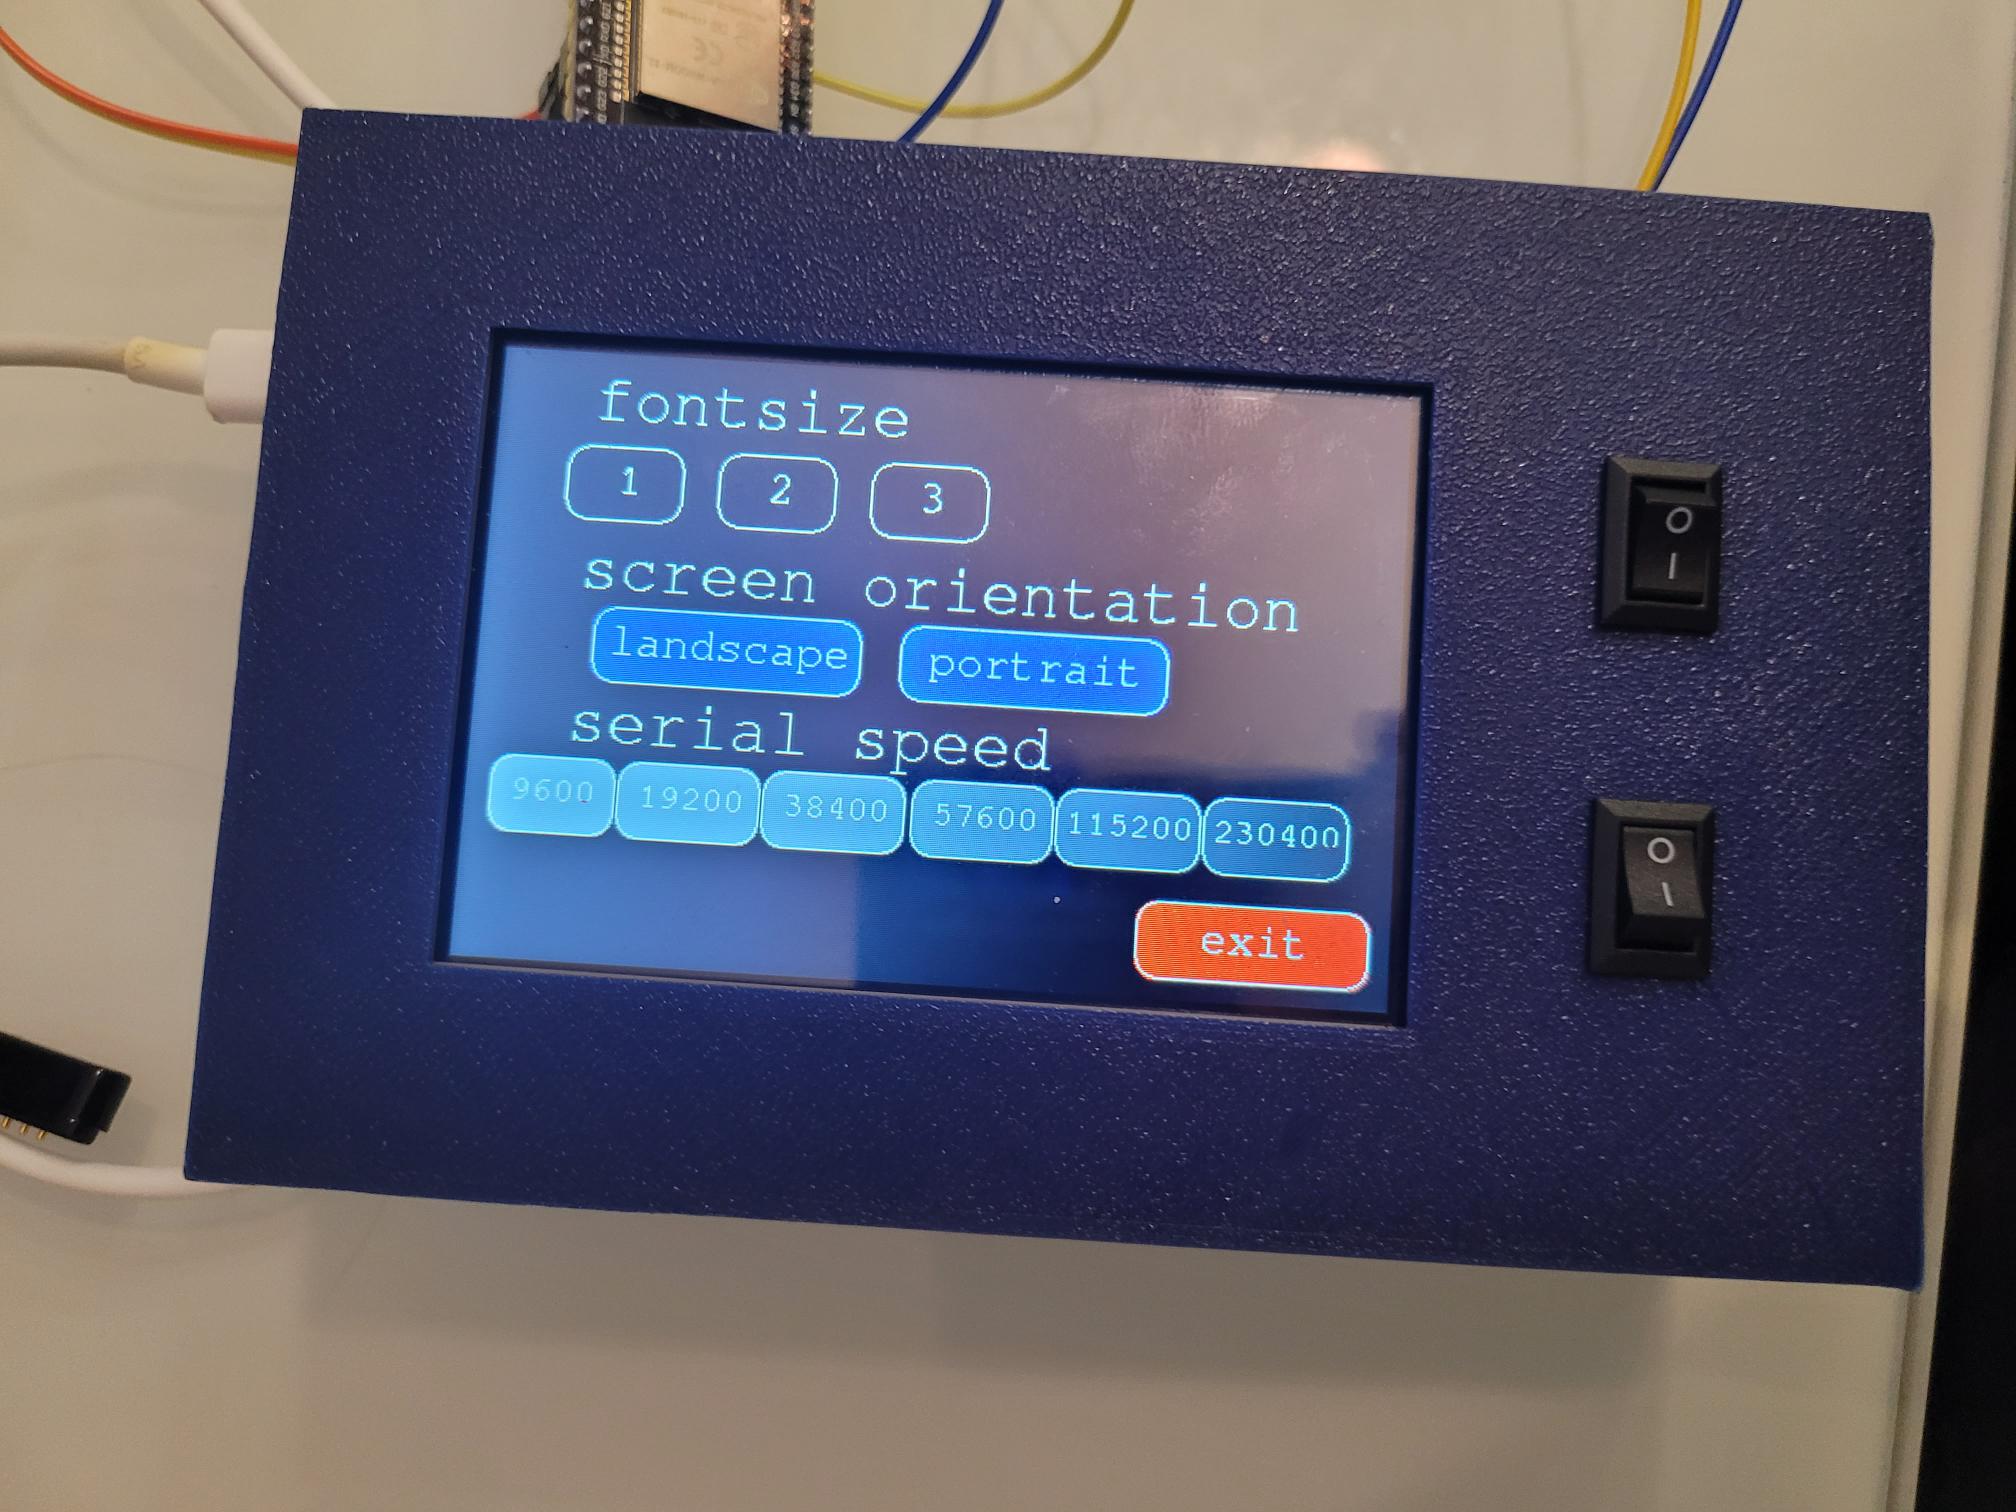 fontsize
1 2 3
screen orientation
landscape portrait
serial speed
9600 19200 38400 57600 115200 230400
exit
O I
O I